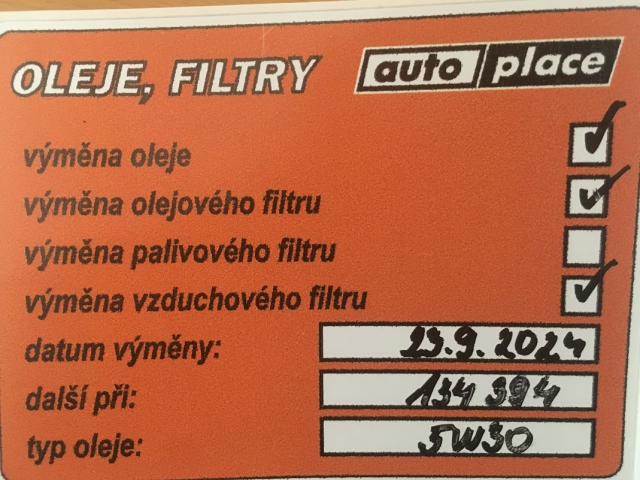 OLEJE, FILTRY auto place
výměna oleje
výměna olejového filtru
výměna palivového filtru
výměna vzduchového filtru
datum výměny: 23.9.2024
další při: 134 394
typ oleje: 5W30